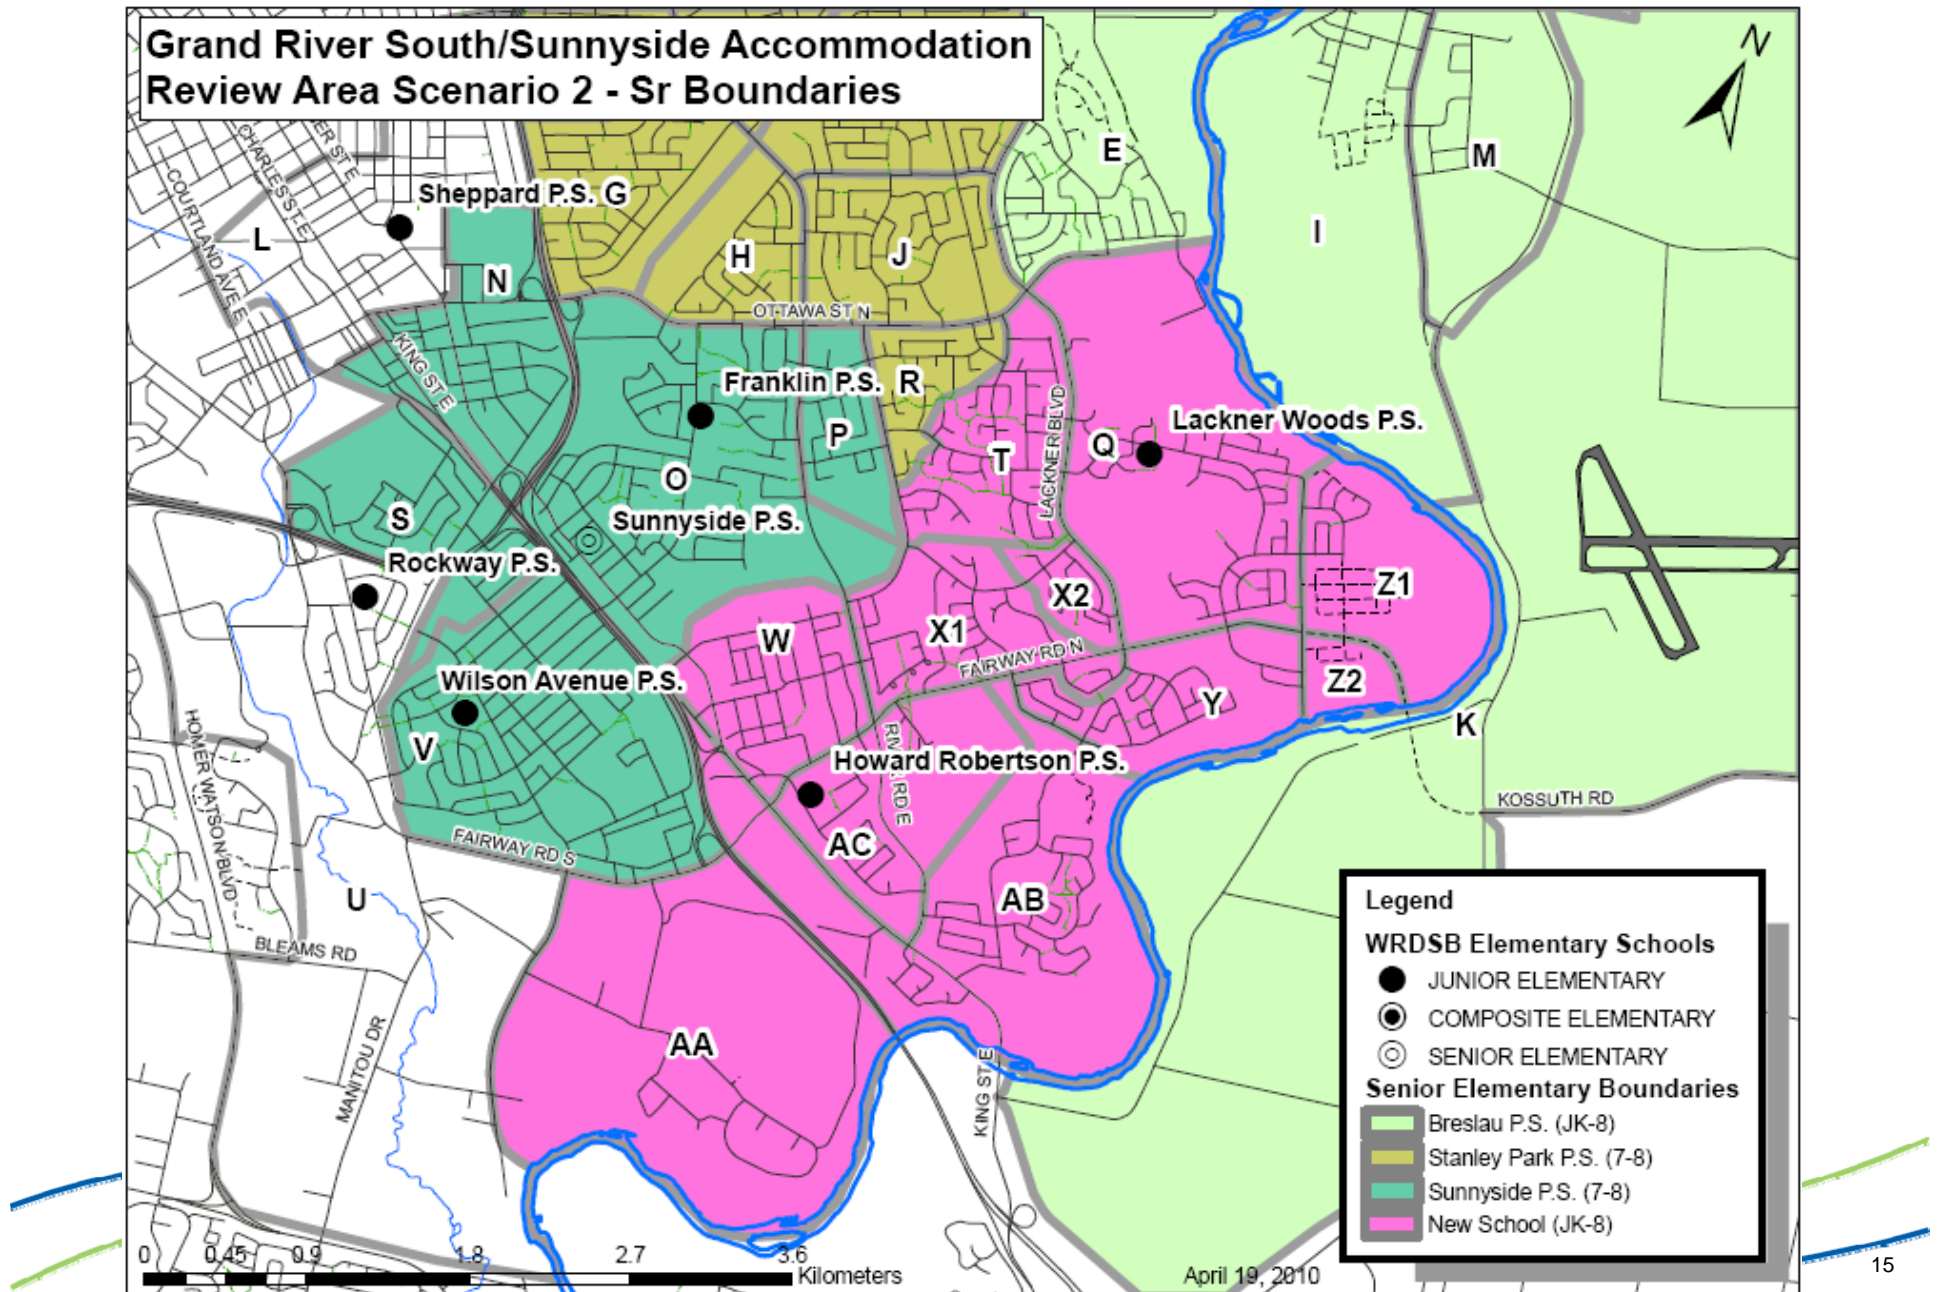 Grand River South/Sunnyside Accommodation
Review Area Scenario 2 - Sr Boundaries
N
E
M
CHARLES ST E
COURTLAND AVE E
Sheppard P.S.
G
L
I
H
J
N
OTTAWA ST N
KING ST E
Franklin P.S.
R
LACKNER BLVD
Lackner Woods P.S.
P
Q
T
O
S
Sunnyside P.S.
Rockway P.S.
Z1
X2
X1
W
FAIRWAY RD N
Wilson Avenue P.S.
Z2
Y
K
V
HOMER WATSON BLVD
RD E
Howard Robertson P.S.
KOSSUTH RD
FAIRWAY RD S
AC
U
AB
BLEAMS RD
AA
MANITOU DR
KING ST E
Legend
WRDSB Elementary Schools
JUNIOR ELEMENTARY
COMPOSITE ELEMENTARY
SENIOR ELEMENTARY
Senior Elementary Boundaries
Breslau P.S. (JK-8)
Stanley Park P.S. (7-8)
Sunnyside P.S. (7-8)
New School (JK-8)
0 0.45 0.9 1.8 2.7 3.6
Kilometers
April 19, 2010
15